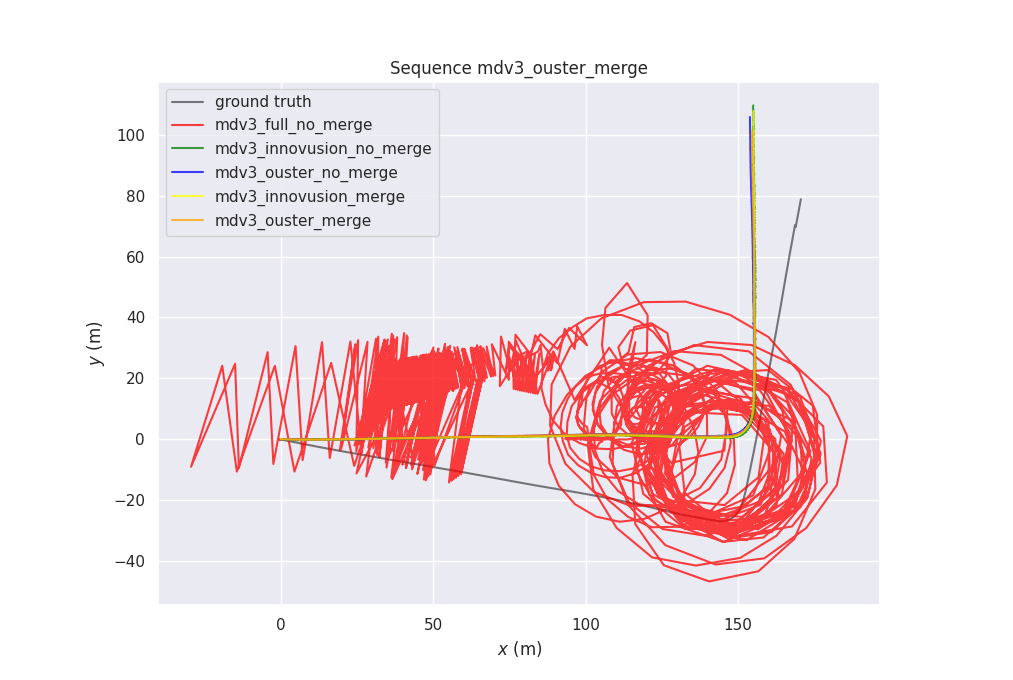 Sequence mdv3_ouster_merge
ground truth
mdv3_full_no_merge
mdv3_innovusion_no_merge
mdv3_ouster_no_merge
mdv3_innovusion_merge
mdv3_ouster_merge
100
80
60
40
20
0
−20
−40
y (m)
0 50 100 150
x (m)